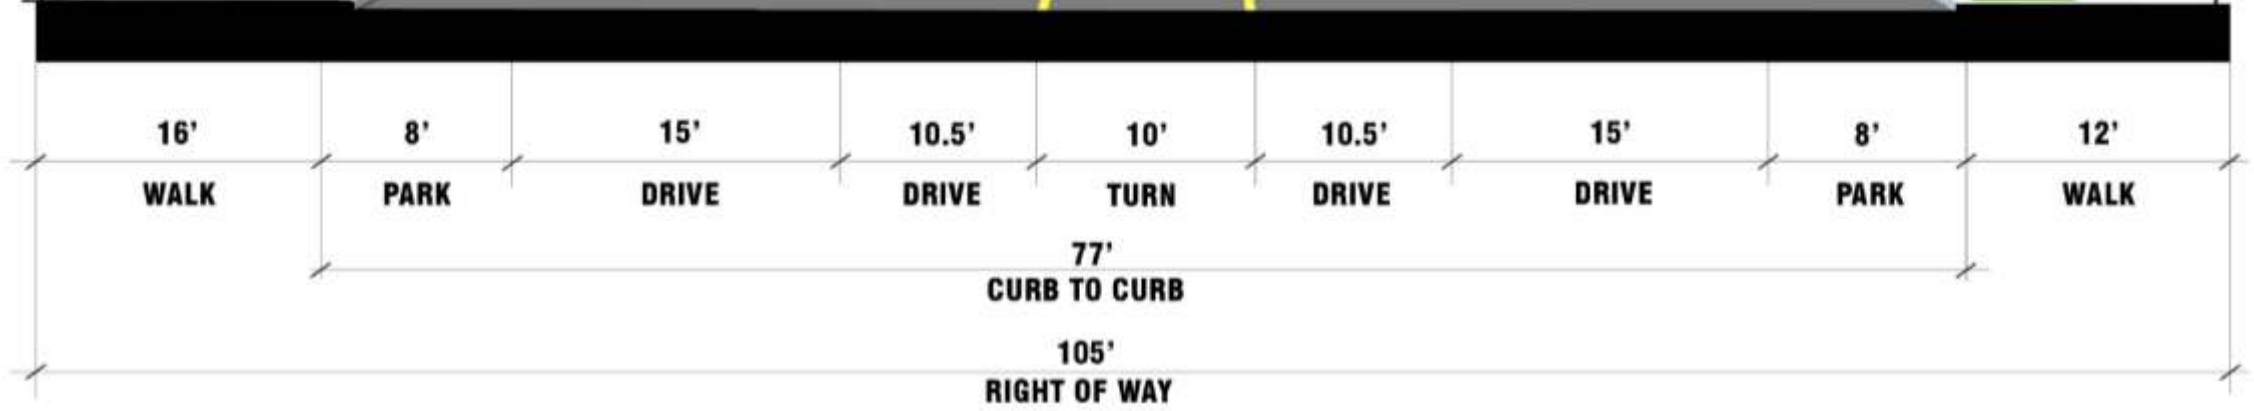 16' 8' 15' 10.5' 10' 10.5' 15' 8' 12'
WALK PARK DRIVE DRIVE TURN DRIVE DRIVE PARK WALK
77'
CURB TO CURB
105'
RIGHT OF WAY